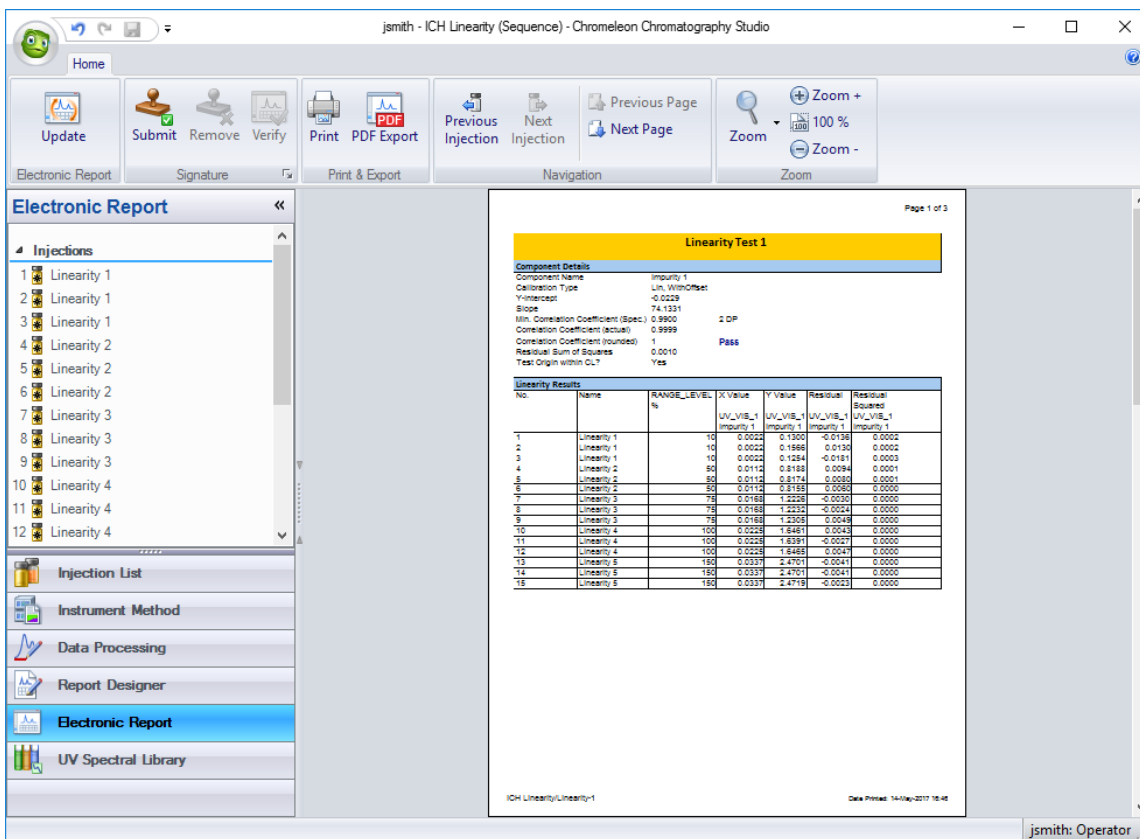 jsmith - ICH Linearity (Sequence) - Chromeleon Chromatography Studio
Home
Update
Submit Remove Verify
Print PDF Export
Previous Injection
Next Injection
Previous Page
Next Page
Zoom
Zoom +
100 %
Zoom -
Electronic Report
Signature
Print & Export
Navigation
Zoom
Electronic Report
Injections
1 Linearity 1
2 Linearity 1
3 Linearity 1
4 Linearity 2
5 Linearity 2
6 Linearity 2
7 Linearity 3
8 Linearity 3
9 Linearity 3
10 Linearity 4
11 Linearity 4
12 Linearity 4
Injection List
Instrument Method
Data Processing
Report Designer
Electronic Report
UV Spectral Library
Page 1 of 3
Linearity Test 1
Component Details
Component Name Impurity 1
Calibration Type Lin, WithOffset
Y-Intercept -0.0229
Slope 74.1331
Min. Correlation Coefficient (Spec.) 0.9900 2 DP
Correlation Coefficient (actual) 0.9999
Correlation Coefficient (rounded) 1 Pass
Residual Sum of Squares 0.0010
Test Origin within CL? Yes
Linearity Results
No. Name RANGE_LEVEL X Value Y Value Residual Residual
% Squared
UV_VIS_1 UV_VIS_1 UV_VIS_1 UV_VIS_1
Impurity 1 Impurity 1 Impurity 1 Impurity 1
1 Linearity 1 10 0.0022 0.1300 -0.0136 0.0002
2 Linearity 1 10 0.0022 0.1566 0.0130 0.0002
3 Linearity 1 10 0.0022 0.1254 -0.0181 0.0003
4 Linearity 2 50 0.0112 0.8188 0.0094 0.0001
5 Linearity 2 50 0.0112 0.8174 0.0080 0.0001
6 Linearity 2 50 0.0112 0.8155 0.0060 0.0000
7 Linearity 3 75 0.0168 1.2226 -0.0030 0.0000
8 Linearity 3 75 0.0168 1.2232 -0.0024 0.0000
9 Linearity 3 75 0.0168 1.2305 0.0049 0.0000
10 Linearity 4 100 0.0225 1.6461 0.0043 0.0000
11 Linearity 4 100 0.0225 1.6391 -0.0027 0.0000
12 Linearity 4 100 0.0225 1.6465 0.0047 0.0000
13 Linearity 5 150 0.0337 2.4701 -0.0041 0.0000
14 Linearity 5 150 0.0337 2.4701 -0.0041 0.0000
15 Linearity 5 150 0.0337 2.4719 -0.0023 0.0000
ICH Linearity/Linearity-1
Date Printed: 14-May-2017 16:46
jsmith: Operator